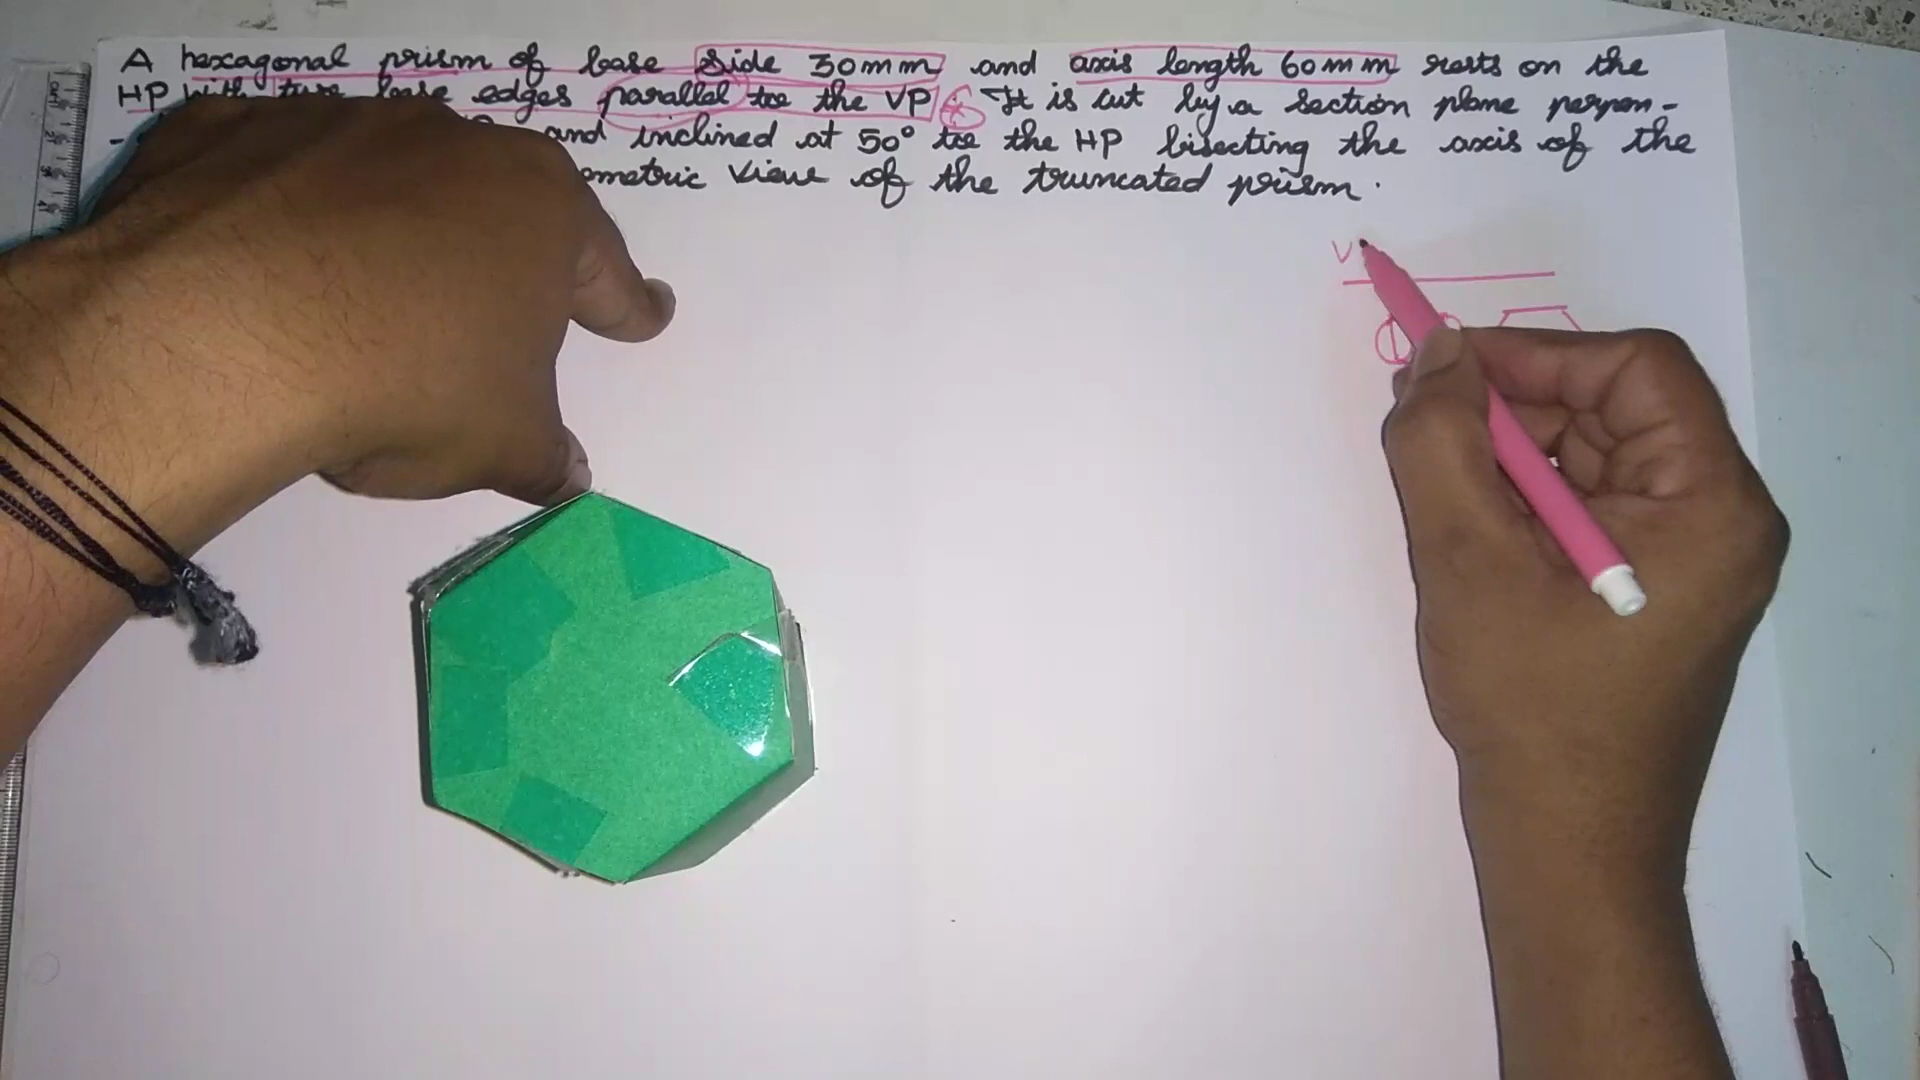 A hexagonal prism of base side 30mm and axis length 60mm rests on the
HP with two base edges parallel to the VP. It is cut by a section plane perpen-
and inclined at 50° to the HP bisecting the axis of the
ometric view of the truncated prism.
V
1